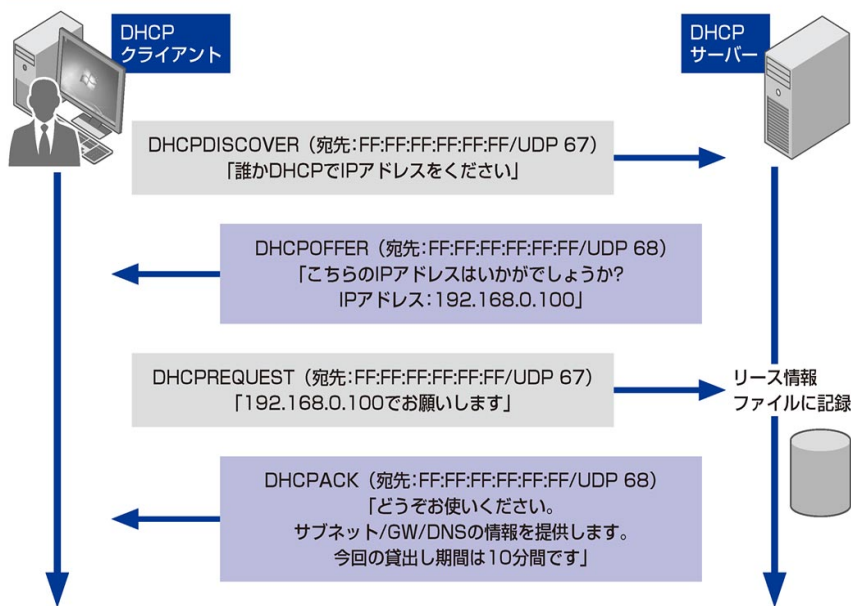 DHCP
クライアント
DHCP
サーバー
DHCPDISCOVER（宛先:FF:FF:FF:FF:FF:FF/UDP 67）
「誰かDHCPでIPアドレスをください」
DHCPOFFER（宛先:FF:FF:FF:FF:FF:FF/UDP 68）
「こちらのIPアドレスはいかがでしょうか?
IPアドレス:192.168.0.100」
DHCPREQUEST（宛先:FF:FF:FF:FF:FF:FF/UDP 67）
「192.168.0.100でお願いします」
リース情報
ファイルに記録
DHCPACK（宛先:FF:FF:FF:FF:FF:FF/UDP 68）
「どうぞお使いください。
サブネット/GW/DNSの情報を提供します。
今回の貸出し期間は10分間です」